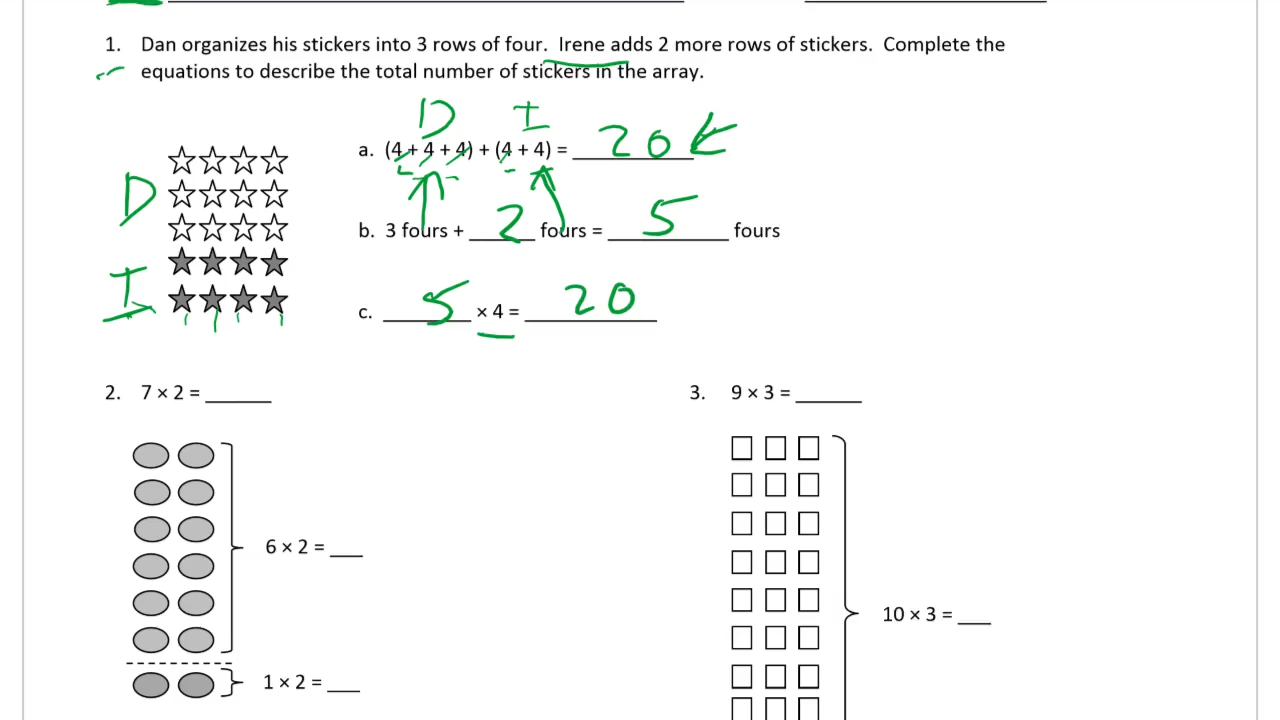 1. Dan organizes his stickers into 3 rows of four. Irene adds 2 more rows of stickers. Complete the
equations to describe the total number of stickers in the array.
D I
a. (4 + 4 + 4) + (4 + 4) = 20
D
b. 3 fours + 2 fours = 5 fours
I
c. 5 × 4 = 20
2. 7 × 2 = ______
3. 9 × 3 = ______
6 × 2 = ___
10 × 3 = ___
1 × 2 = ___